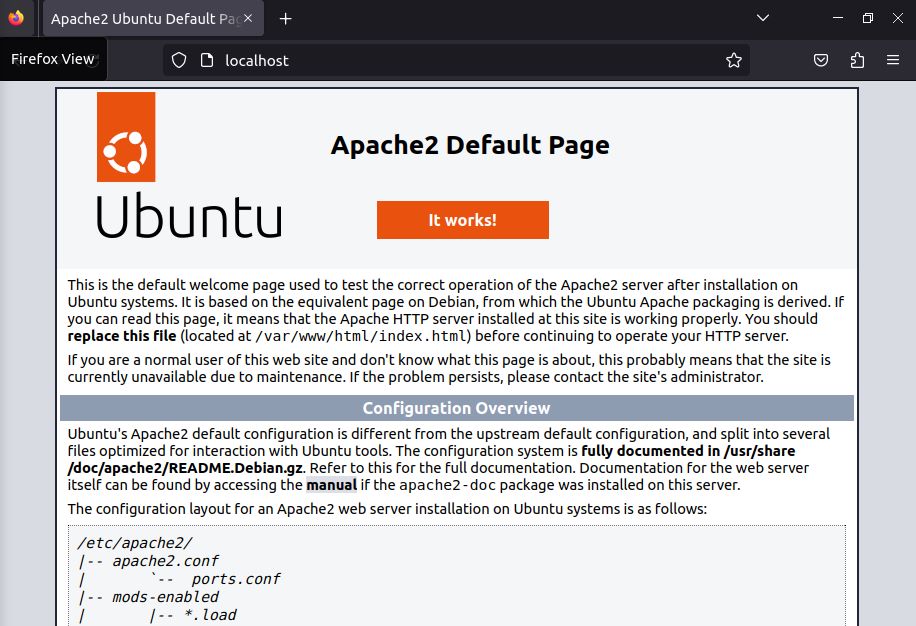 Apache2 Ubuntu Default Pag
Firefox View
localhost
Apache2 Default Page
Ubuntu
It works!
This is the default welcome page used to test the correct operation of the Apache2 server after installation on
Ubuntu systems. It is based on the equivalent page on Debian, from which the Ubuntu Apache packaging is derived. If
you can read this page, it means that the Apache HTTP server installed at this site is working properly. You should
replace this file (located at /var/www/html/index.html) before continuing to operate your HTTP server.
If you are a normal user of this web site and don't know what this page is about, this probably means that the site is
currently unavailable due to maintenance. If the problem persists, please contact the site's administrator.
Configuration Overview
Ubuntu's Apache2 default configuration is different from the upstream default configuration, and split into several
files optimized for interaction with Ubuntu tools. The configuration system is fully documented in /usr/share
/doc/apache2/README.Debian.gz. Refer to this for the full documentation. Documentation for the web server
itself can be found by accessing the manual if the apache2-doc package was installed on this server.
The configuration layout for an Apache2 web server installation on Ubuntu systems is as follows:
/etc/apache2/
|-- apache2.conf
|       `--  ports.conf
|-- mods-enabled
|       |-- *.load